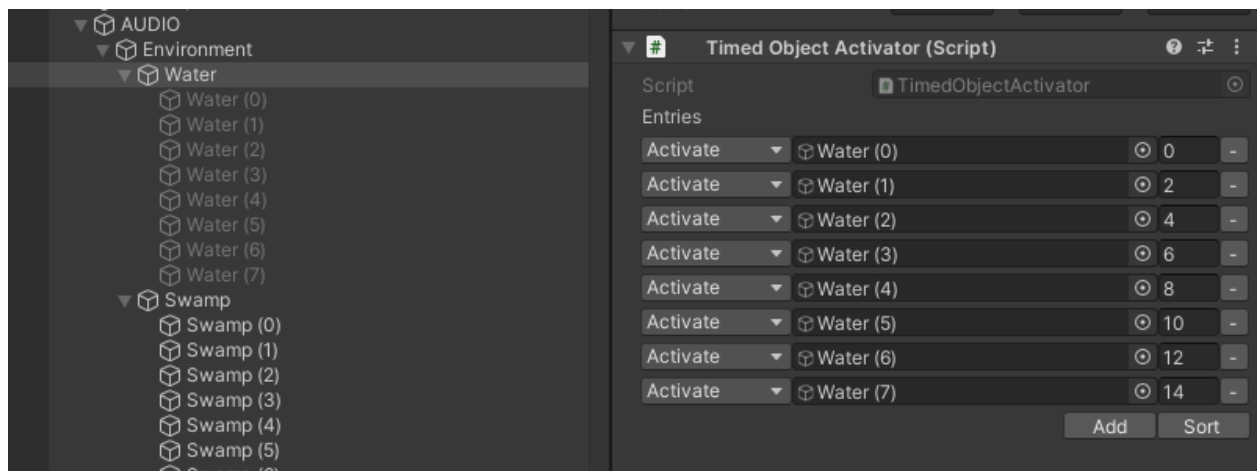 AUDIO
Environment
Water
Water (0)
Water (1)
Water (2)
Water (3)
Water (4)
Water (5)
Water (6)
Water (7)
Swamp
Swamp (0)
Swamp (1)
Swamp (2)
Swamp (3)
Swamp (4)
Swamp (5)
# Timed Object Activator (Script)
Script TimedObjectActivator
Entries
Activate Water (0) 0 -
Activate Water (1) 2 -
Activate Water (2) 4 -
Activate Water (3) 6 -
Activate Water (4) 8 -
Activate Water (5) 10 -
Activate Water (6) 12 -
Activate Water (7) 14 -
Add Sort